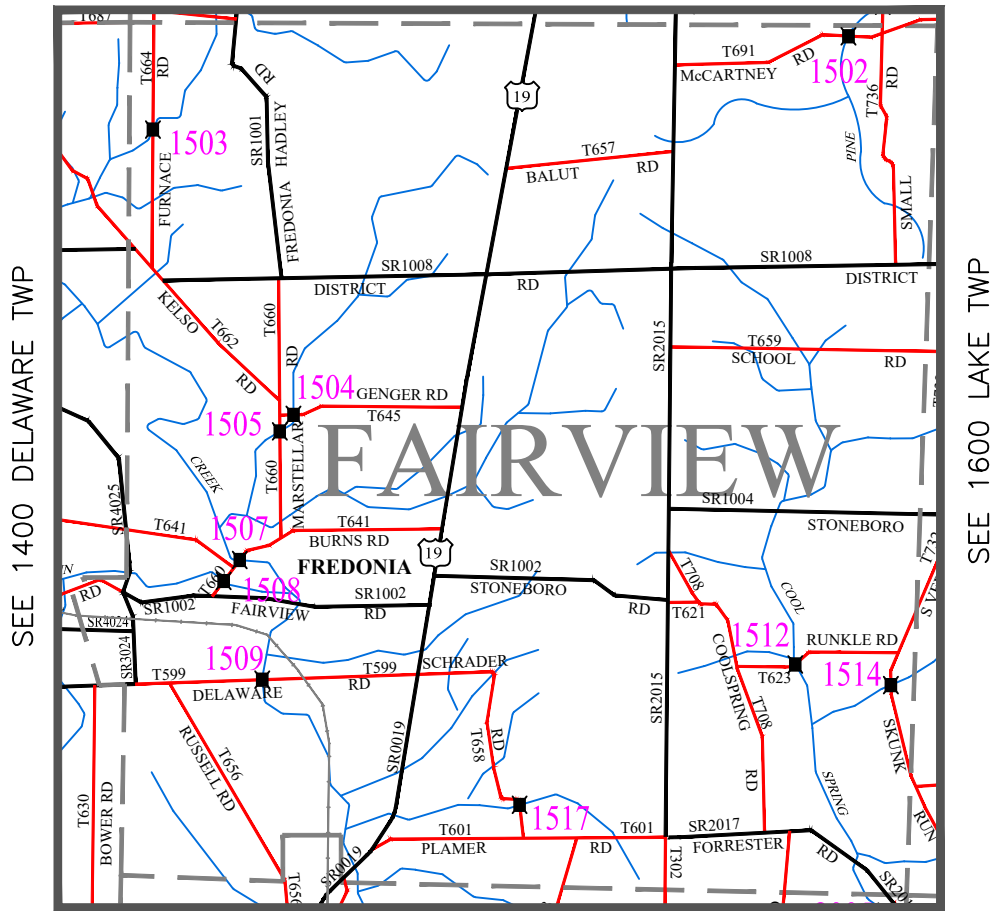 T687
T664
RD
1503
FURNACE
RD
SR1001
HADLEY
FREDONIA
19
T691
McCARTNEY
RD
1502
T736
RD
PINE
SMALL
T657
BALUT
RD
SR1008
DISTRICT
RD
SR1008
DISTRICT
KELSO
T662
RD
T660
RD
SR2015
T659
SCHOOL
RD
SEE 1400 DELAWARE TWP
SEE 1600 LAKE TWP
1504
GENGER RD
T645
1505
MARSTELLAR
T660
FAIRVIEW
CREEK
SR4025
SR1004
STONEBORO
T641
1507
T641
BURNS RD
19
FREDONIA
T660
1508
SR1002
STONEBORO
RD
SR1002
FAIRVIEW
SR1002
RD
RD
SR4024
SR3024
T708
T621
COOL
1512
RUNKLE RD
T623
1514
COOLSPRING
T708
RD
SKUNK
1509
T599
DELAWARE
T599
RD
SCHRADER
RD
T658
SR0019
SR2015
T656
RUSSELL RD
T630
BOWER RD
SPRING
RUN
1517
T601
PLAMER
T601
RD
SR2017
FORRESTER
RD
T302
SR0019
T656